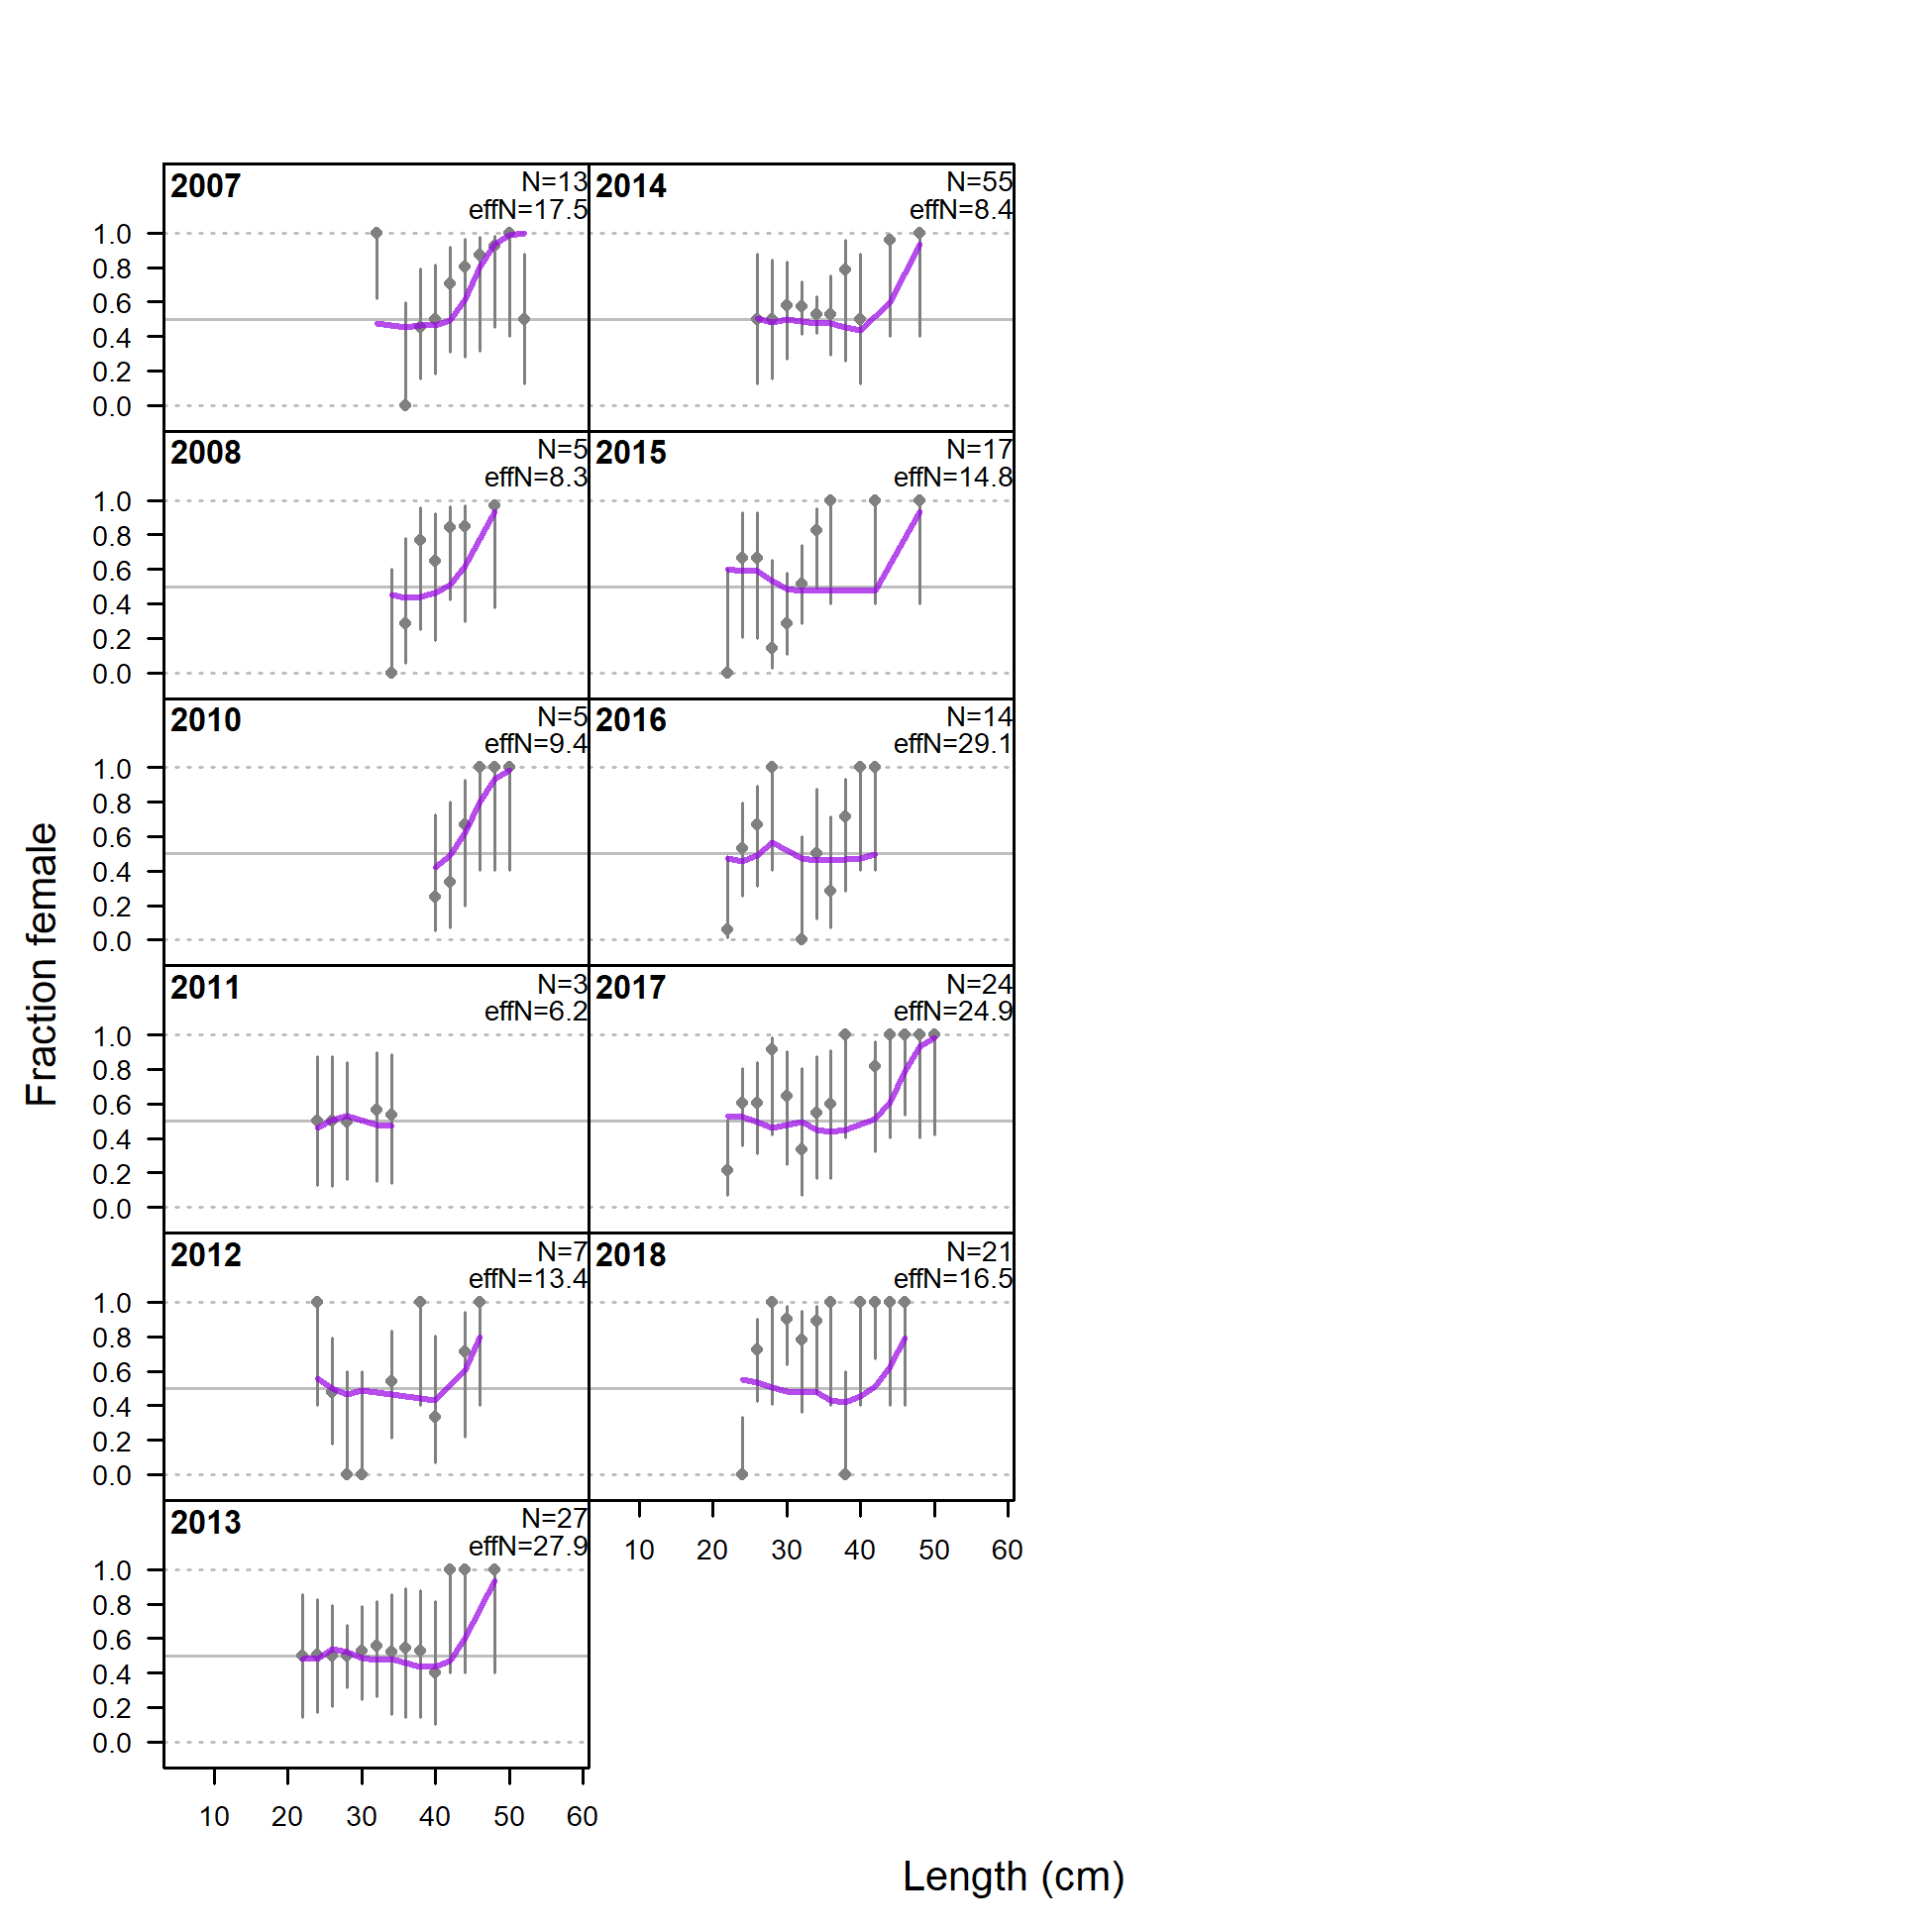 2007
N=13
effN=17.5
1.0
0.8
0.6
0.4
0.2
0.0
2014
N=55
effN=8.4
2008
N=5
effN=8.3
1.0
0.8
0.6
0.4
0.2
0.0
2015
N=17
effN=14.8
2010
N=5
effN=9.4
1.0
0.8
0.6
0.4
0.2
0.0
2016
N=14
effN=29.1
2011
N=3
effN=6.2
1.0
0.8
0.6
0.4
0.2
0.0
2017
N=24
effN=24.9
2012
N=7
effN=13.4
1.0
0.8
0.6
0.4
0.2
0.0
2018
N=21
effN=16.5
10 20 30 40 50 60
2013
N=27
effN=27.9
1.0
0.8
0.6
0.4
0.2
0.0
10 20 30 40 50 60
Fraction female
Length (cm)